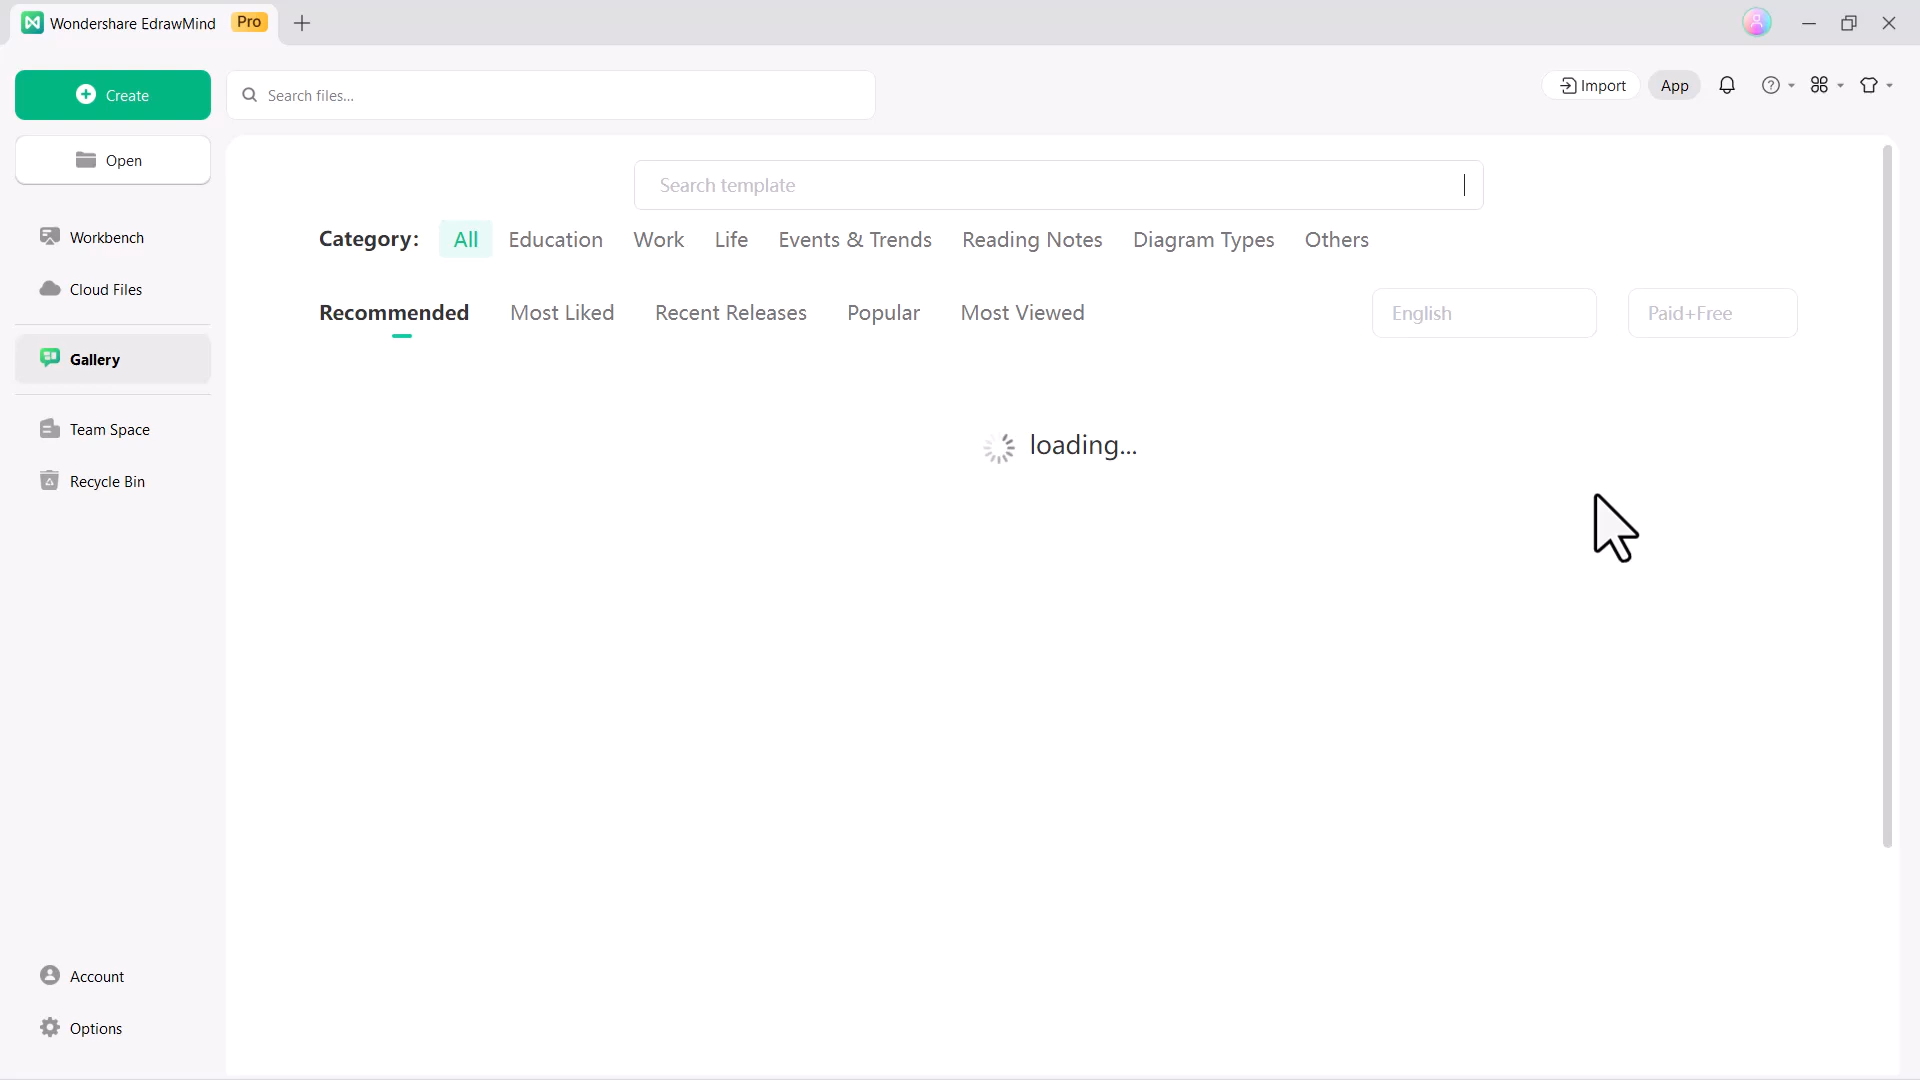 Wondershare EdrawMind Pro
Create
Search files...
Import
App
Open
Search template
Workbench
Category: All Education Work Life Events & Trends Reading Notes Diagram Types Others
Cloud Files
Recommended Most Liked Recent Releases Popular Most Viewed English Paid+Free
Gallery
Team Space
loading...
Recycle Bin
Account
Options